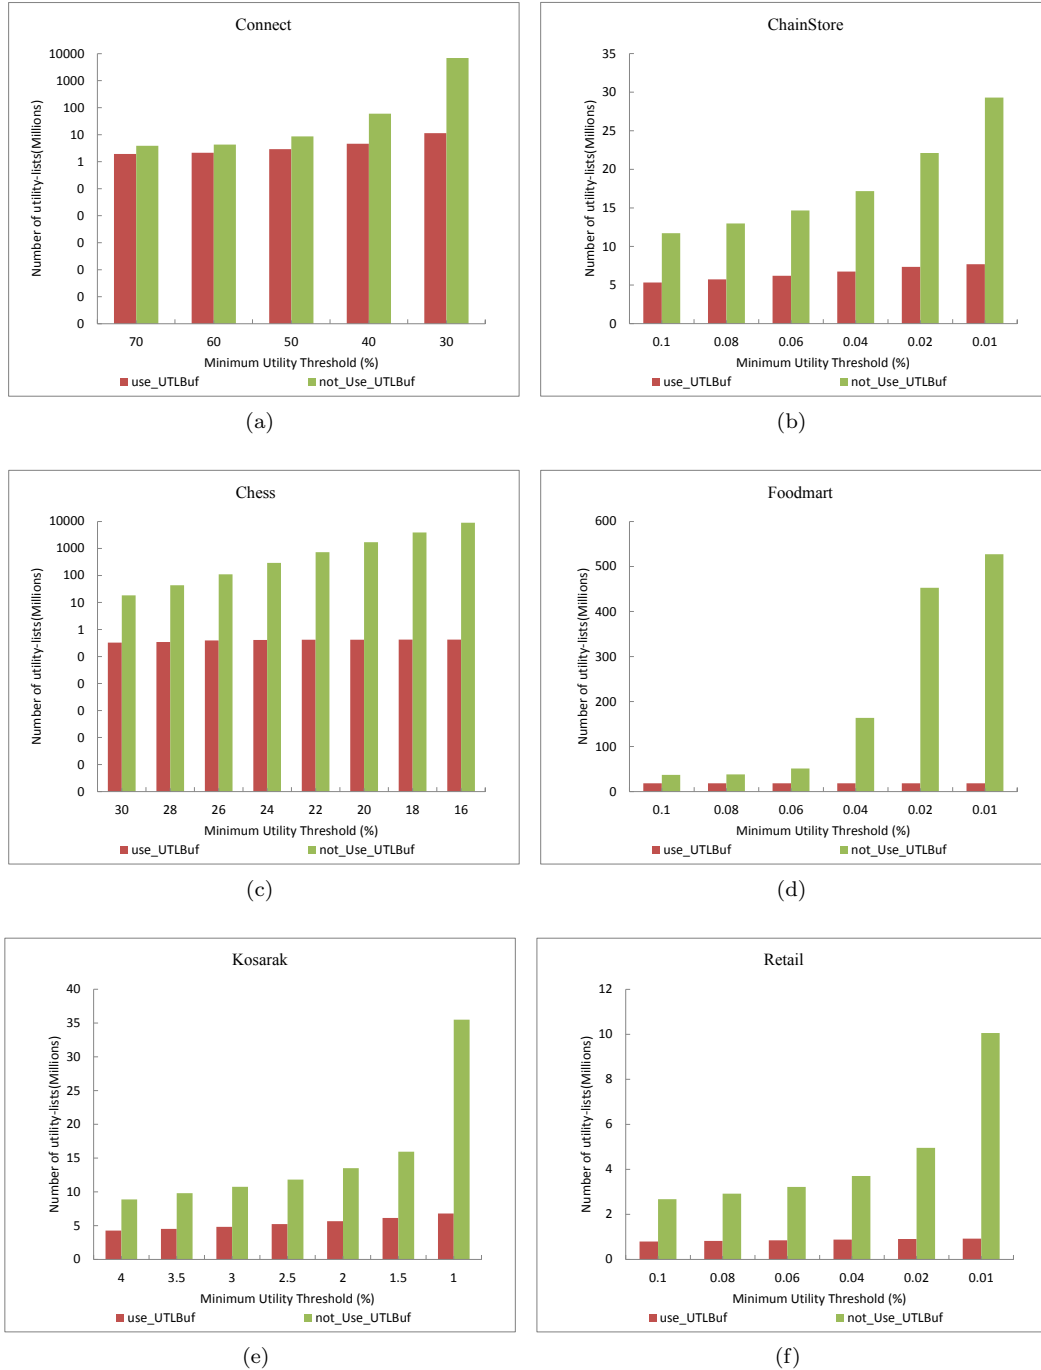 Connect
Number of utility-lists(Millions)
10000
1000
100
10
1
0
0
0
0
0
0
70 60 50 40 30
Minimum Utility Threshold (%)
use_UTLBuf not_Use_UTLBuf
(a)
ChainStore
Number of utility-lists(Millions)
35
30
25
20
15
10
5
0
0.1 0.08 0.06 0.04 0.02 0.01
Minimum Utility Threshold (%)
use_UTLBuf not_Use_UTLBuf
(b)
Chess
Number of utility-lists(Millions)
10000
1000
100
10
1
0
0
0
0
0
0
30 28 26 24 22 20 18 16
Minimum Utility Threshold (%)
use_UTLBuf not_Use_UTLBuf
(c)
Foodmart
Number of utility-lists(Millions)
600
500
400
300
200
100
0
0.1 0.08 0.06 0.04 0.02 0.01
Minimum Utility Threshold (%)
use_UTLBuf not_Use_UTLBuf
(d)
Kosarak
Number of utility-lists(Millions)
40
35
30
25
20
15
10
5
0
4 3.5 3 2.5 2 1.5 1
Minimum Utility Threshold (%)
use_UTLBuf not_Use_UTLBuf
(e)
Retail
Number of utility-lists(Millions)
12
10
8
6
4
2
0
0.1 0.08 0.06 0.04 0.02 0.01
Minimum Utility Threshold (%)
use_UTLBuf not_Use_UTLBuf
(f)